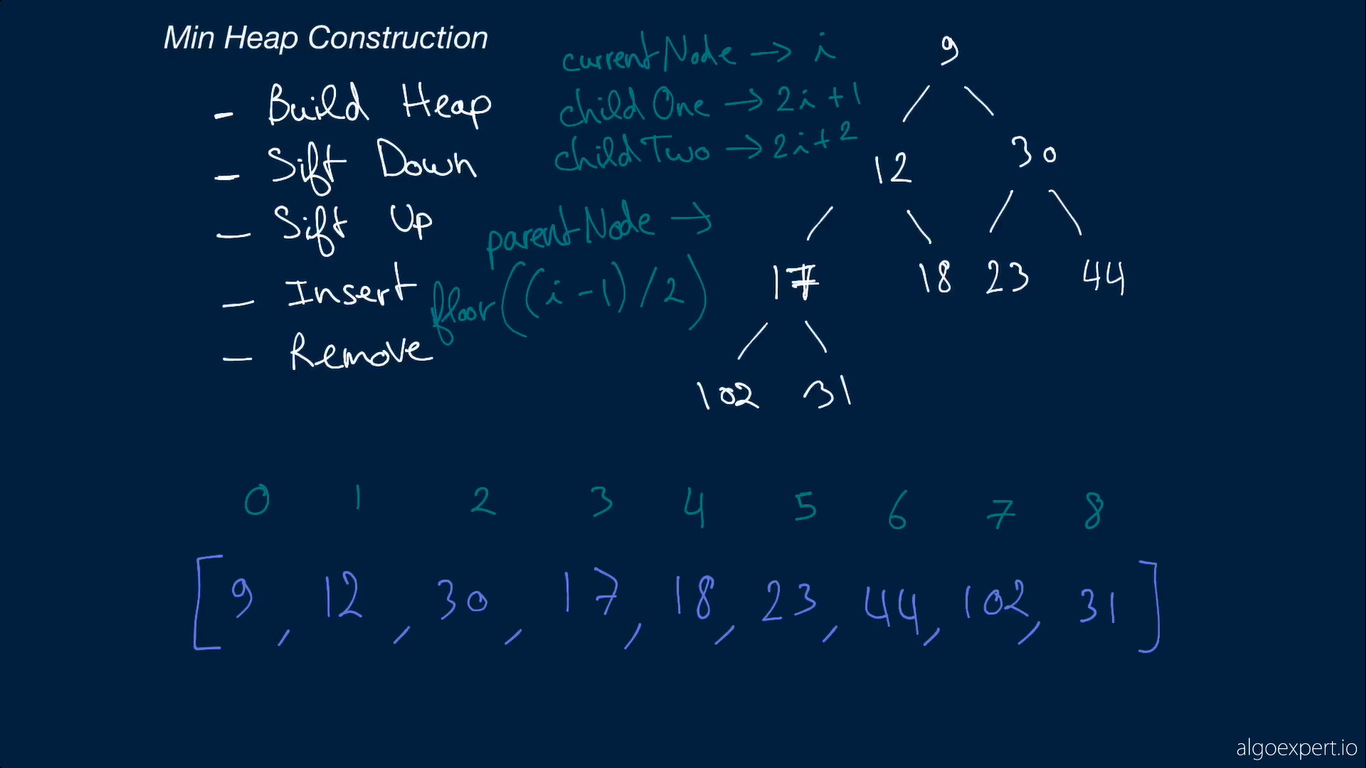 Min Heap Construction
- Build Heap
- Sift Down
- Sift Up
- Insert
- Remove
currentNode → i
childOne → 2i+1
childTwo → 2i+2
parentNode →
floor((i-1)/2)
9
12 30
17 18 23 44
102 31
0 1 2 3 4 5 6 7 8
[9, 12, 30, 17, 18, 23, 44, 102, 31]
algoexpert.io